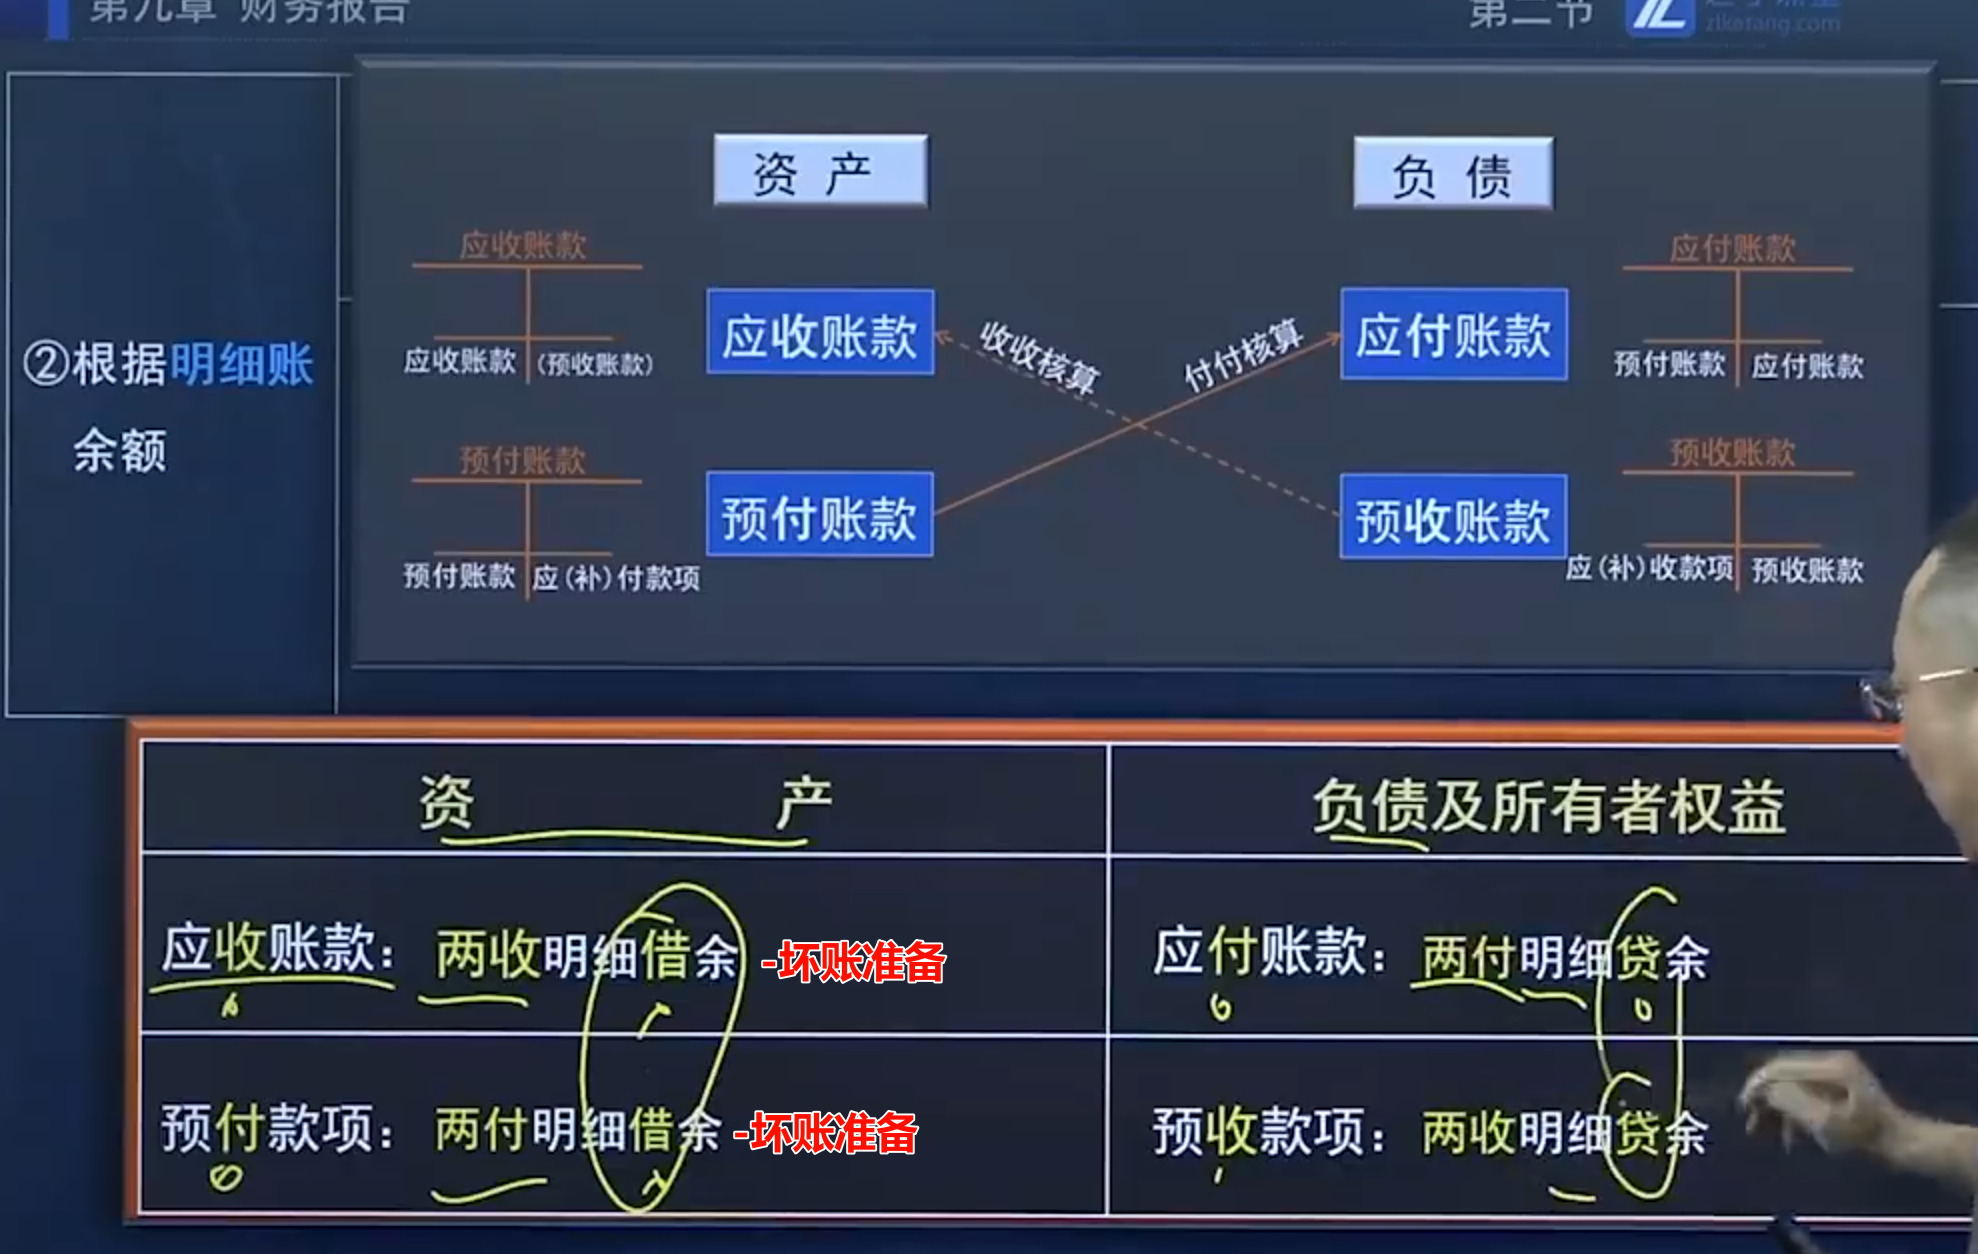 第九章 财务报告
第二节
ztketang.com
资 产
负 债
应收账款
应收账款
(预收账款)
应收账款
收收核算
付付核算
应付账款
应付账款
预付账款
应付账款
②根据明细账
余额
预付账款
预付账款
应(补)付款项
预付账款
预收账款
预收账款
应(补)收款项
预收账款
资 产
负债及所有者权益
应收账款：两收明细借余 -坏账准备
应付账款：两付明细贷余
预付款项：两付明细借余 -坏账准备
预收款项：两收明细贷余